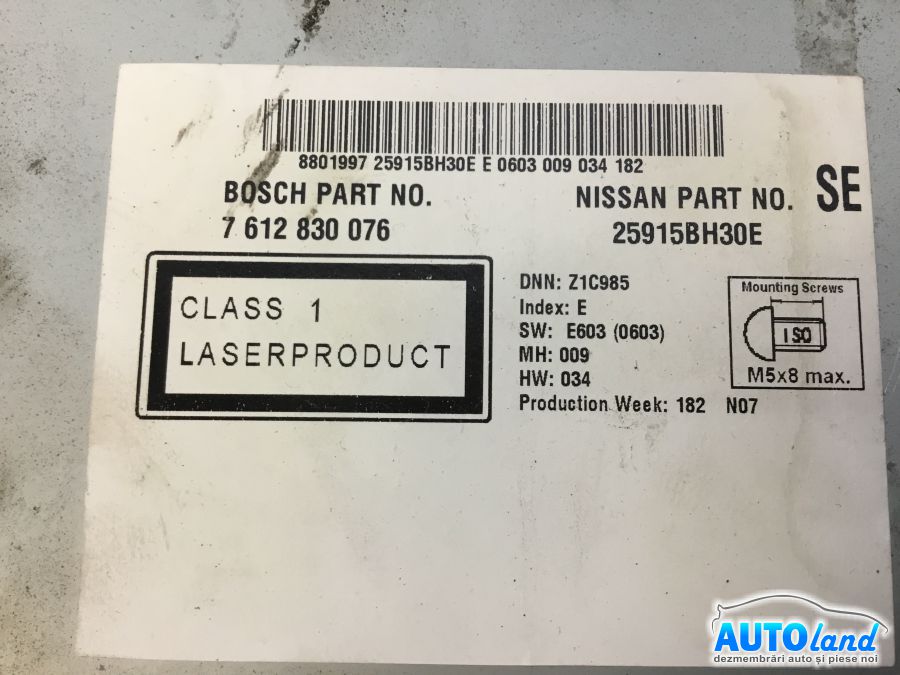 8801997 25915BH30E E 0603 009 034 182
BOSCH PART NO.
7 612 830 076
NISSAN PART NO.
25915BH30E
SE
CLASS 1
LASERPRODUCT
DNN: Z1C985
Index: E
SW: E603 (0603)
MH: 009
HW: 034
Production Week: 182 N07
Mounting Screws
ISO
M5x8 max.
AUTOland
dezmembrări auto și piese noi